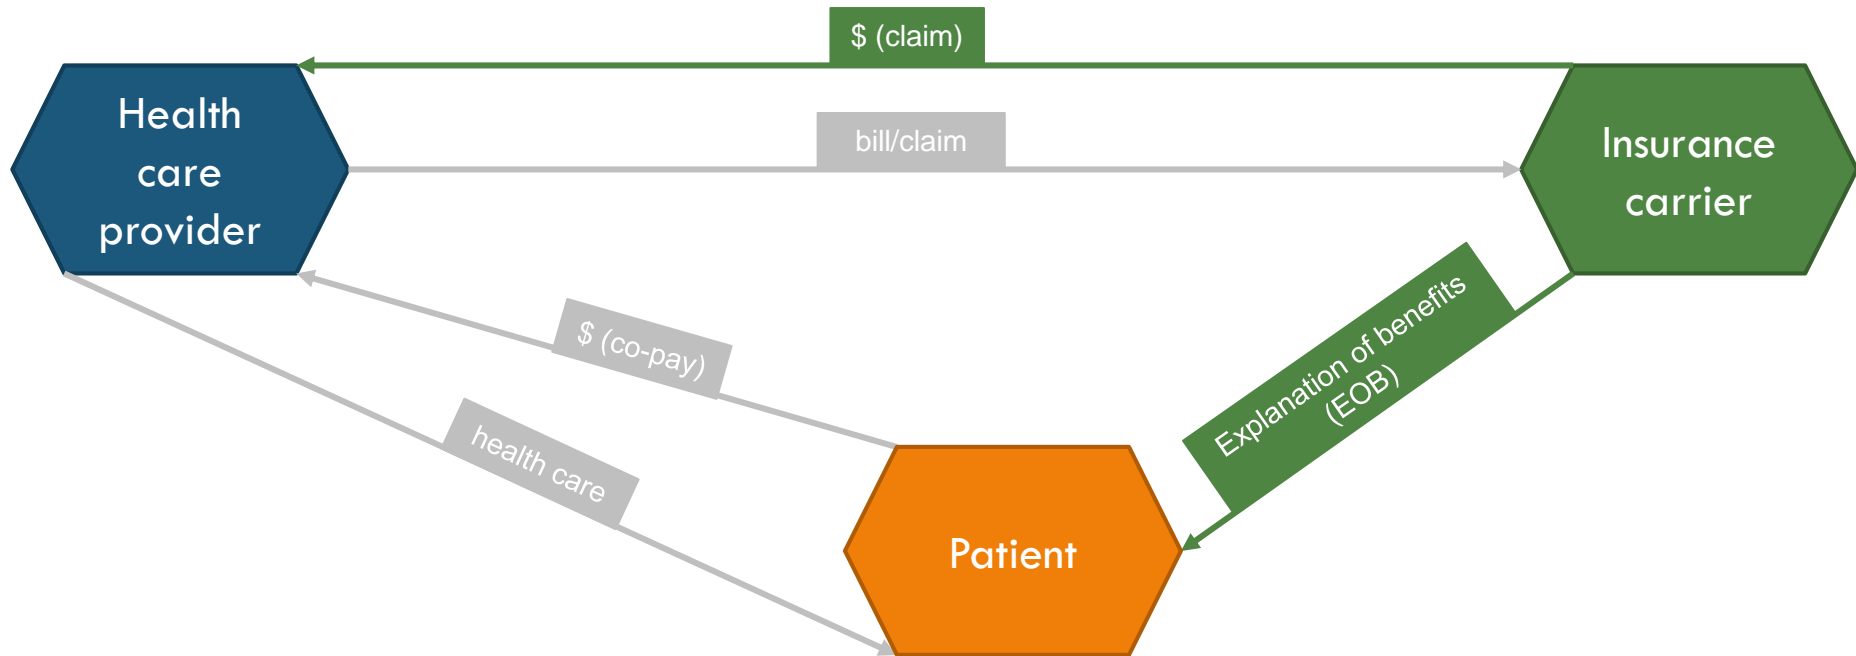 $ (claim)
Health
care
provider
bill/claim
Insurance
carrier
$ (co-pay)
Explanation of benefits
(EOB)
health care
Patient